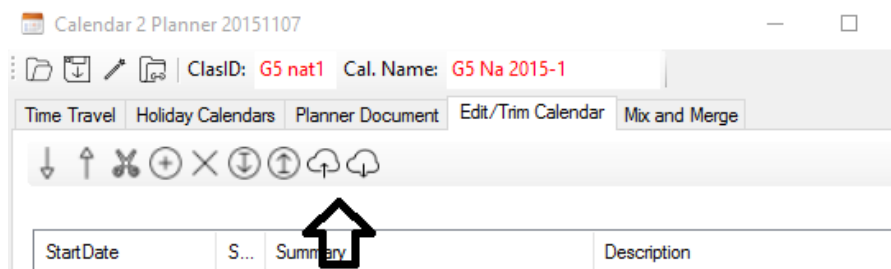 Calendar 2 Planner 20151107
ClasID: G5 nat1 Cal. Name: G5 Na 2015-1
Time Travel Holiday Calendars Planner Document Edit/Trim Calendar Mix and Merge
StartDate S... Summary Description